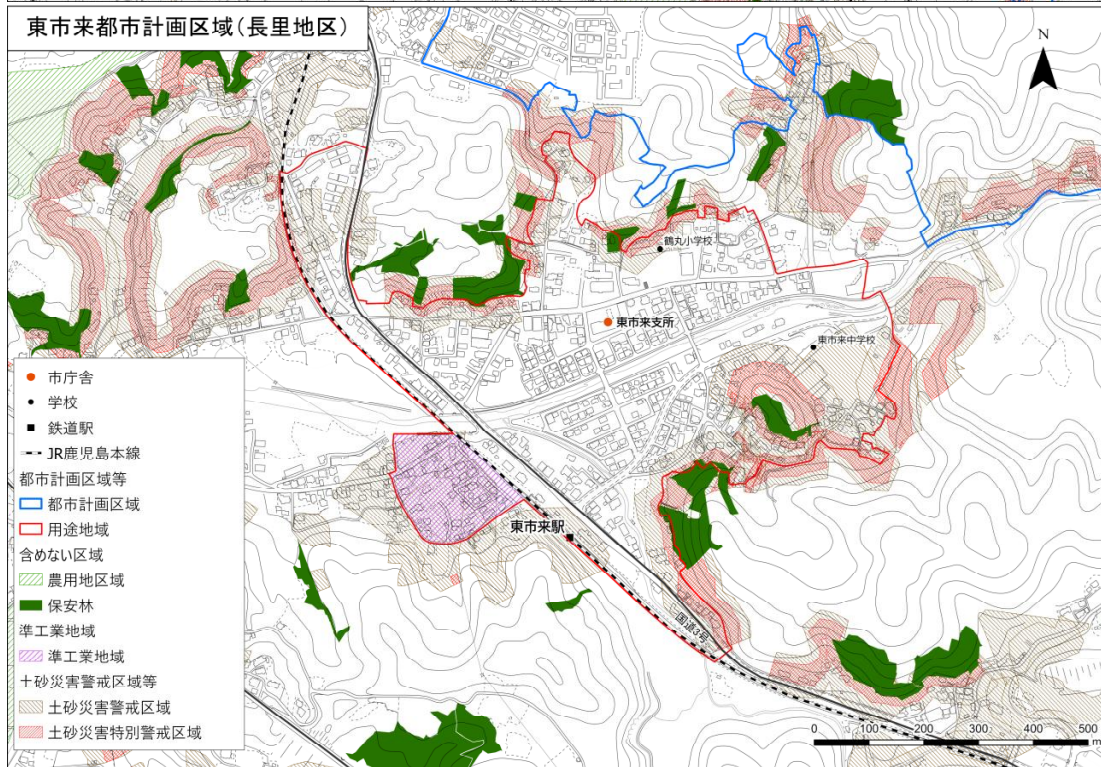 東市来都市計画区域(長里地区)
N
鶴丸小学校
東市来支所
東市来中学校
東市来駅
国道3号
市庁舎
学校
鉄道駅
JR鹿児島本線
都市計画区域等
都市計画区域
用途地域
含めない区域
農用地区域
保安林
準工業地域
準工業地域
土砂災害警戒区域等
土砂災害警戒区域
土砂災害特別警戒区域
0 100 200 300 400 500
m